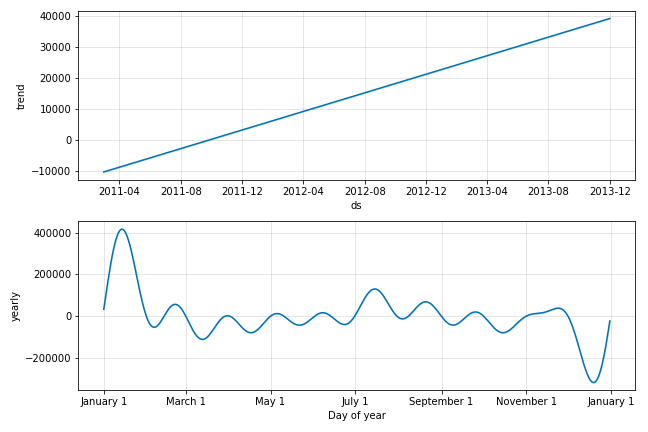 40000
30000
20000
10000
0
−10000
trend
2011-04 2011-08 2011-12 2012-04 2012-08 2012-12 2013-04 2013-08 2013-12
ds
400000
200000
0
−200000
yearly
January 1 March 1 May 1 July 1 September 1 November 1 January 1
Day of year